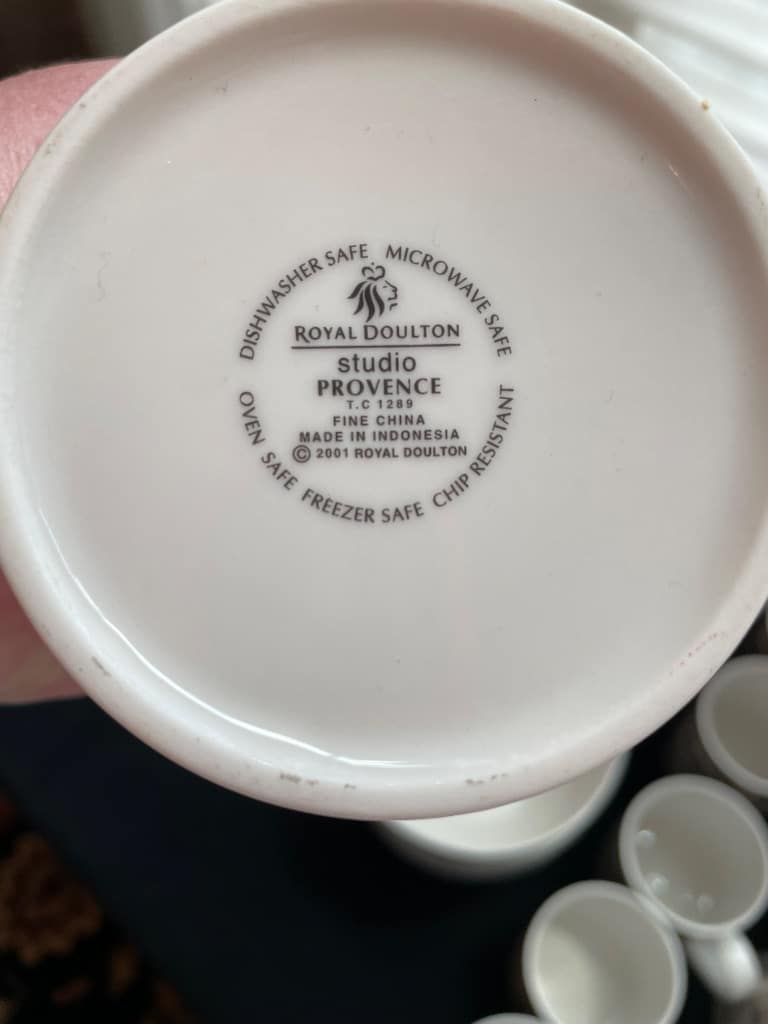 DISHWASHER SAFE MICROWAVE SAFE
ROYAL DOULTON
studio
PROVENCE
T.C 1289
FINE CHINA
MADE IN INDONESIA
© 2001 ROYAL DOULTON
OVEN SAFE FREEZER SAFE CHIP RESISTANT